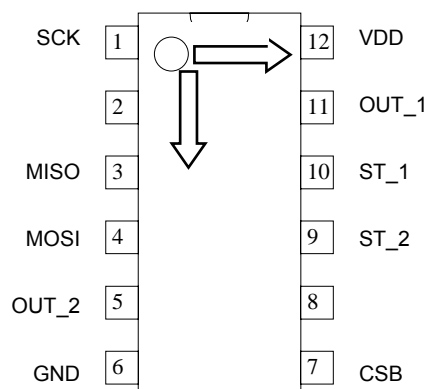 SCK 1 12 VDD
2 11 OUT_1
MISO 3 10 ST_1
MOSI 4 9 ST_2
OUT_2 5 8
GND 6 7 CSB